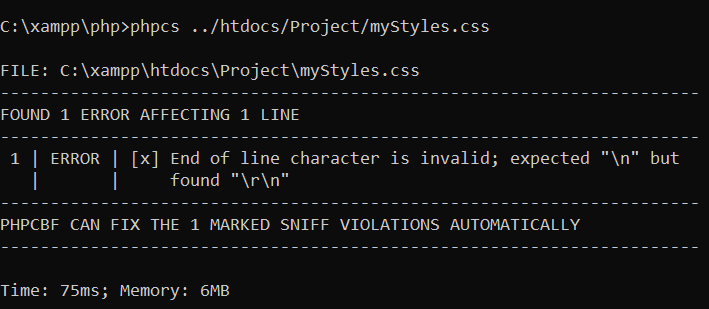 C:\xampp\php>phpcs ../htdocs/Project/myStyles.css
FILE: C:\xampp\htdocs\Project\myStyles.css
----------------------------------------------------------------------
FOUND 1 ERROR AFFECTING 1 LINE
----------------------------------------------------------------------
 1 | ERROR | [x] End of line character is invalid; expected "\n" but
   |       |     found "\r\n"
----------------------------------------------------------------------
PHPCBF CAN FIX THE 1 MARKED SNIFF VIOLATIONS AUTOMATICALLY
----------------------------------------------------------------------
Time: 75ms; Memory: 6MB